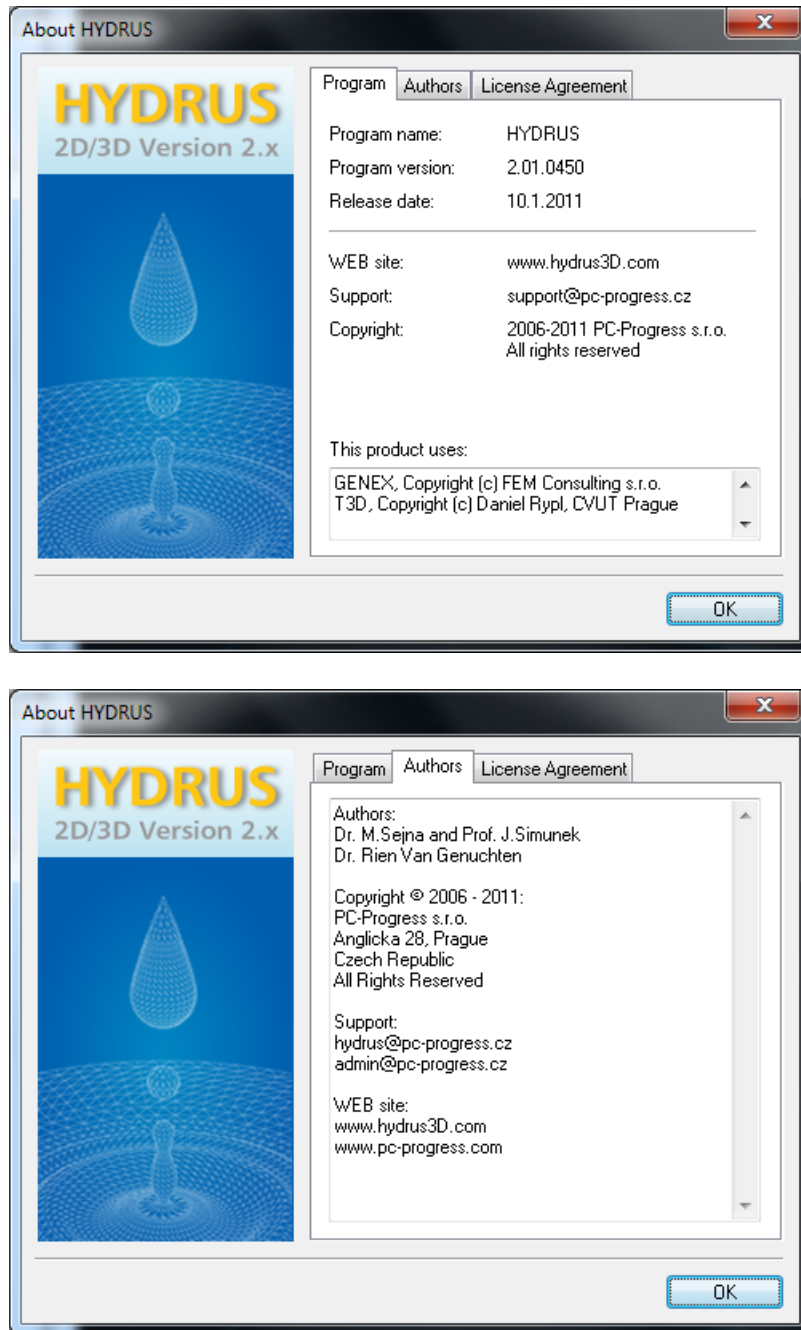 About HYDRUS
HYDRUS
2D/3D Version 2.x
Program Authors License Agreement
Program name: HYDRUS
Program version: 2.01.0450
Release date: 10.1.2011
WEB site: www.hydrus3D.com
Support: support@pc-progress.cz
Copyright: 2006-2011 PC-Progress s.r.o.
All rights reserved
This product uses:
GENEX, Copyright (c) FEM Consulting s.r.o.
T3D, Copyright (c) Daniel Rypl, CVUT Prague
OK
About HYDRUS
HYDRUS
2D/3D Version 2.x
Program Authors License Agreement
Authors:
Dr. M.Sejna and Prof. J.Simunek
Dr. Rien Van Genuchten
Copyright © 2006 - 2011:
PC-Progress s.r.o.
Anglicka 28, Prague
Czech Republic
All Rights Reserved
Support:
hydrus@pc-progress.cz
admin@pc-progress.cz
WEB site:
www.hydrus3D.com
www.pc-progress.com
OK